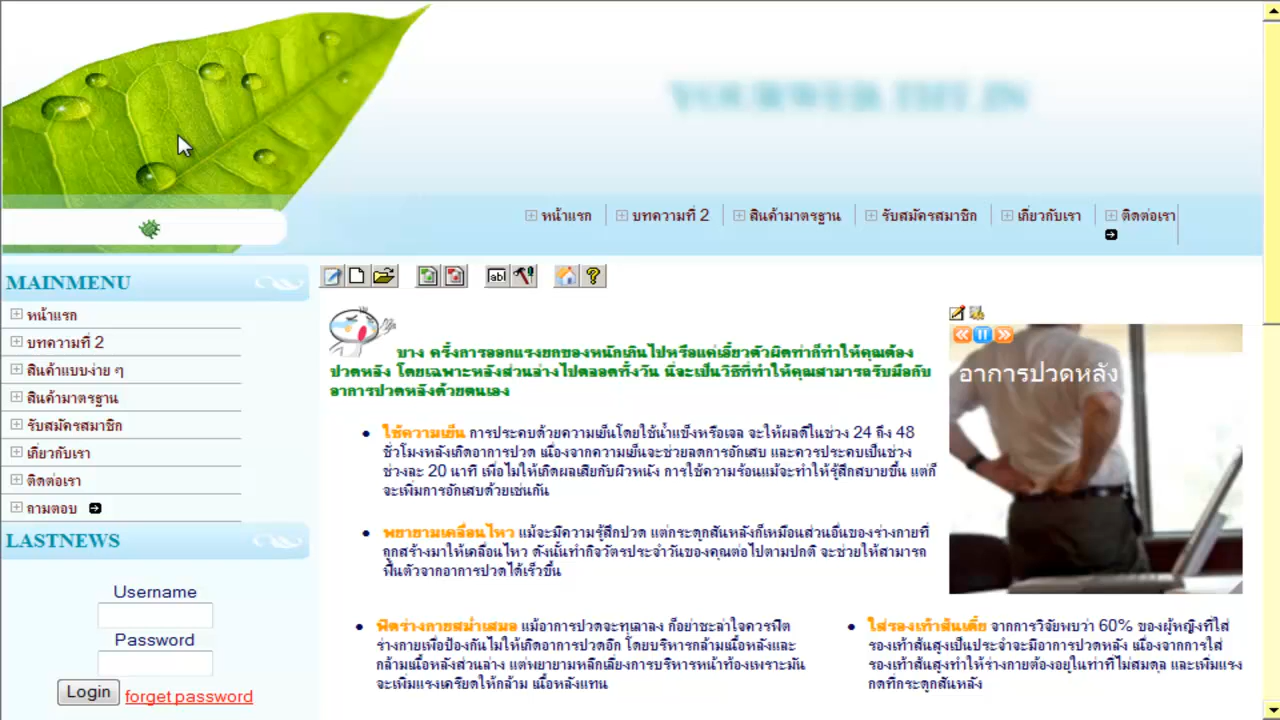 หน้าแรก
บทความที่ 2
สินค้ามาตรฐาน
รับสมัครสมาชิก
เกี่ยวกับเรา
ติดต่อเรา
MAINMENU
หน้าแรก
บทความที่ 2
สินค้าแบบง่าย ๆ
สินค้ามาตรฐาน
รับสมัครสมาชิก
เกี่ยวกับเรา
ติดต่อเรา
ถามตอบ
LASTNEWS
Username
Password
Login
forget password
abl
บาง ครั้งการออกแรงยกของหนักเกินไปหรือแค่เอี้ยวตัวผิดท่าก็ทำให้คุณต้อง
ปวดหลัง โดยเฉพาะหลังส่วนล่างไปตลอดทั้งวัน นี่จะเป็นวิธีที่ทำให้คุณสามารถรับมือกับ
อาการปวดหลังด้วยตนเอง
อาการปวดหลัง
ใช้ความเย็น การประคบด้วยความเย็นโดยใช้น้ำแข็งหรือเจล จะให้ผลดีในช่วง 24 ถึง 48
ชั่วโมงหลังเกิดอาการปวด เนื่องจากความเย็นจะช่วยลดการอักเสบ และควรประคบเป็นช่วง
ช่วงละ 20 นาที เพื่อไม่ให้เกิดผลเสียกับผิวหนัง การใช้ความร้อนแม้จะทำให้รู้สึกสบายขึ้น แต่ก็
จะเพิ่มการอักเสบด้วยเช่นกัน
พยายามเคลื่อนไหว แม้จะมีความรู้สึกปวด แต่กระดูกสันหลังก็เหมือนส่วนอื่นของร่างกายที่
ถูกสร้างมาให้เคลื่อนไหว ดังนั้นทำกิจวัตรประจำวันของคุณต่อไปตามปกติ จะช่วยให้สามารถ
ฟื้นตัวจากอาการปวดได้เร็วขึ้น
ฟิตร่างกายสม่ำเสมอ แม้อาการปวดจะทุเลาลง ก็อย่าชะล่าใจควรฟิต
ร่างกายเพื่อป้องกันไม่ให้เกิดอาการปวดอีก โดยบริหารกล้ามเนื้อหลังและ
กล้ามเนื้อหลังส่วนล่าง แต่พยายามหลีกเลี่ยงการบริหารหน้าท้องเพราะมัน
จะเพิ่มแรงเครียดให้กล้าม เนื้อหลังแทน
ใส่รองเท้าส้นเตี้ย จากการวิจัยพบว่า 60% ของผู้หญิงที่ใส่
รองเท้าส้นสูงเป็นประจำจะมีอาการปวดหลัง เนื่องจากการใส่
รองเท้าส้นสูงทำให้ร่างกายต้องอยู่ในท่าที่ไม่สมดุล และเพิ่มแรง
กดที่กระดูกสันหลัง